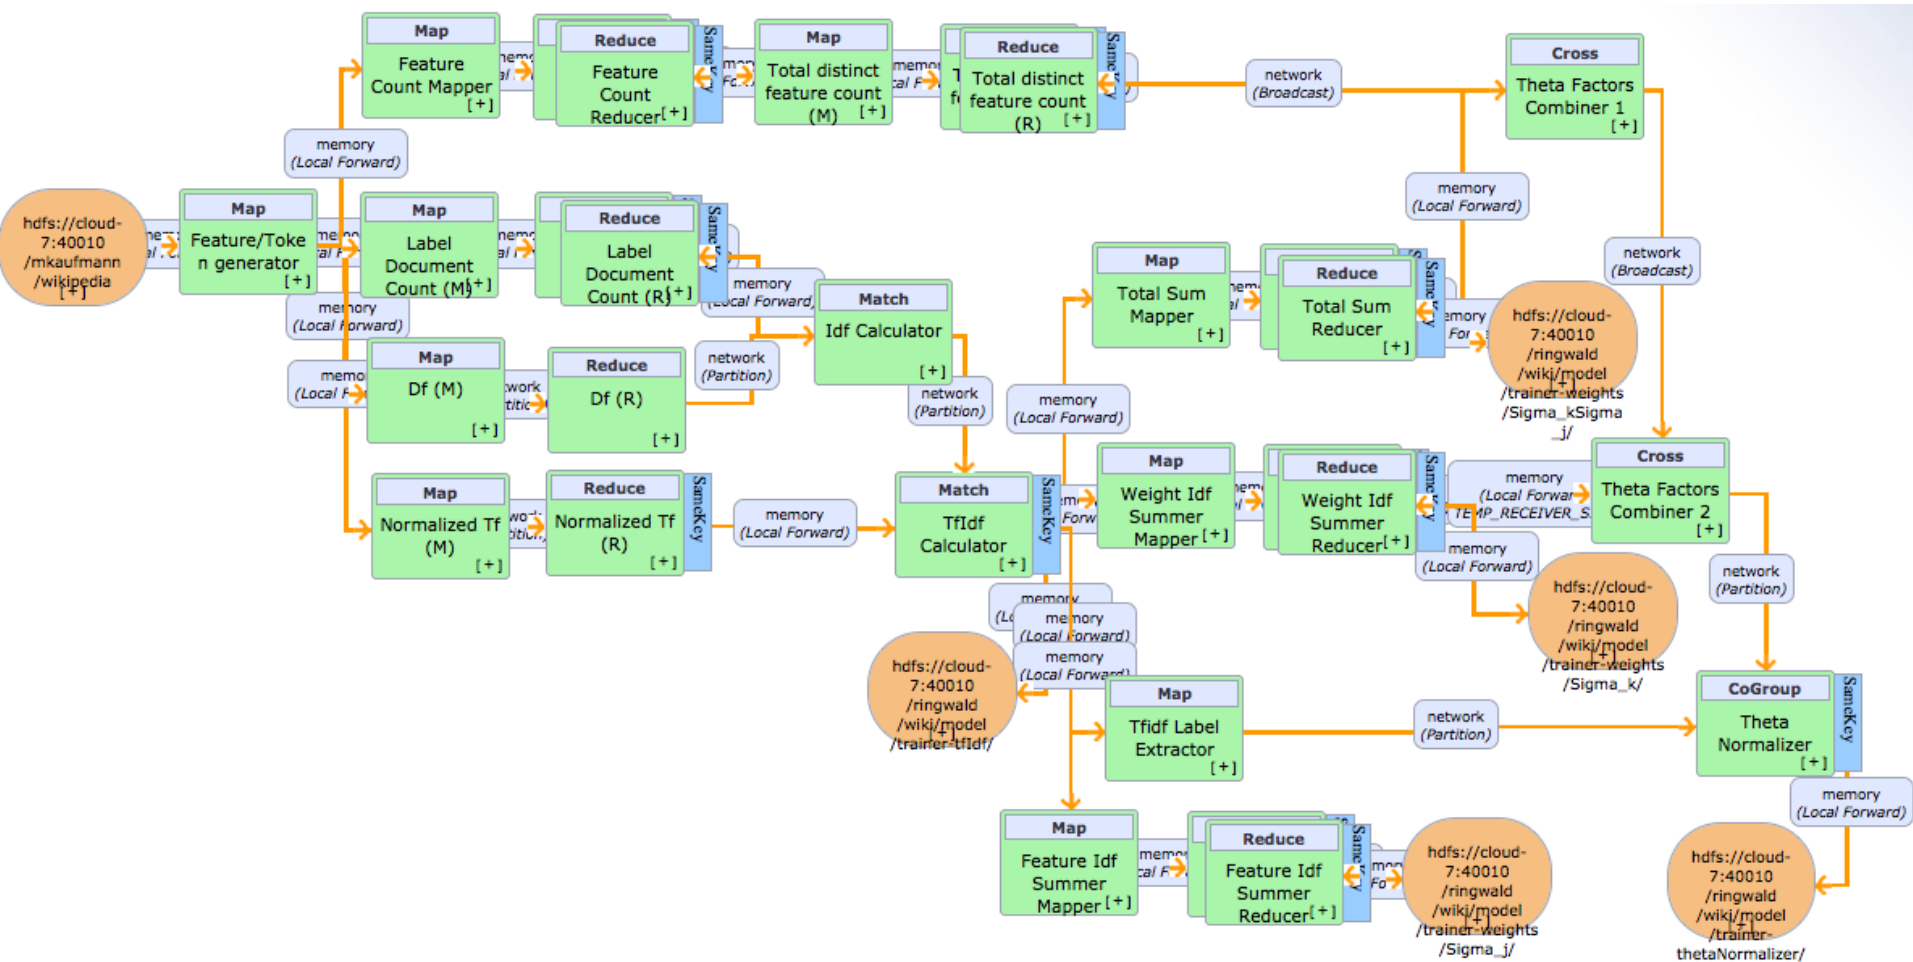 Map
Feature
Count Mapper
[+]
Reduce
Feature
Count
Reducer
[+]
SameKey
Map
Total distinct
feature count
(M)
[+]
Reduce
Total distinct
feature count
(R)
[+]
network
(Broadcast)
Cross
Theta Factors
Combiner 1
[+]
memory
(Local Forward)
hdfs://cloud-
7:40010
/mkaufmann
/wikipedia
[+]
Map
Feature/Toke
n generator
[+]
Map
Label
Document
Count (M)
[+]
Reduce
Label
Document
Count (R)
[+]
memory
(Local Forward)
memory
(Local Forward)
memory
(Local Forward)
Match
Idf Calculator
[+]
network
(Partition)
network
(Partition)
Map
Df (M)
[+]
Reduce
Df (R)
[+]
Map
Total Sum
Mapper
[+]
Reduce
Total Sum
Reducer
[+]
network
(Broadcast)
hdfs://cloud-
7:40010
/ringwald
/wiki/model
[+]
/trainer-weights
/Sigma_kSigma
_j/
memory
(Local Forward)
Map
Normalized Tf
(M)
[+]
Reduce
Normalized Tf
(R)
[+]
SameKey
memory
(Local Forward)
Match
TfIdf
Calculator
[+]
SameKey
Map
Weight Idf
Summer
Mapper
[+]
Reduce
Weight Idf
Summer
Reducer
[+]
memory
Cross
Theta Factors
Combiner 2
[+]
memory
(Local Forward)
network
(Partition)
hdfs://cloud-
7:40010
/ringwald
/wiki/model
[+]
/trainer-weights
/Sigma_k/
memory
memory
(Local Forward)
memory
(Local Forward)
hdfs://cloud-
7:40010
/ringwald
/wiki/model
[+]
/trainer-tfIdf/
Map
Tfidf Label
Extractor
[+]
network
(Partition)
CoGroup
Theta
Normalizer
[+]
SameKey
memory
(Local Forward)
Map
Feature Idf
Summer
Mapper
[+]
Reduce
Feature Idf
Summer
Reducer
[+]
hdfs://cloud-
7:40010
/ringwald
/wiki/model
[+]
/trainer-weights
/Sigma_j/
hdfs://cloud-
7:40010
/ringwald
/wiki/model
[+]
/trainer-
thetaNormalizer/